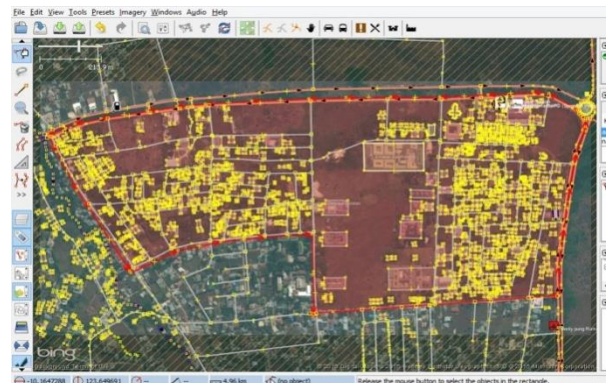 File Edit View Tools Presets Imagery Windows Audio Help
0
bing
-10.1647288 123.649691 -- -- 4.96 km (no object) Release the mouse button to select the objects in the rectangle.